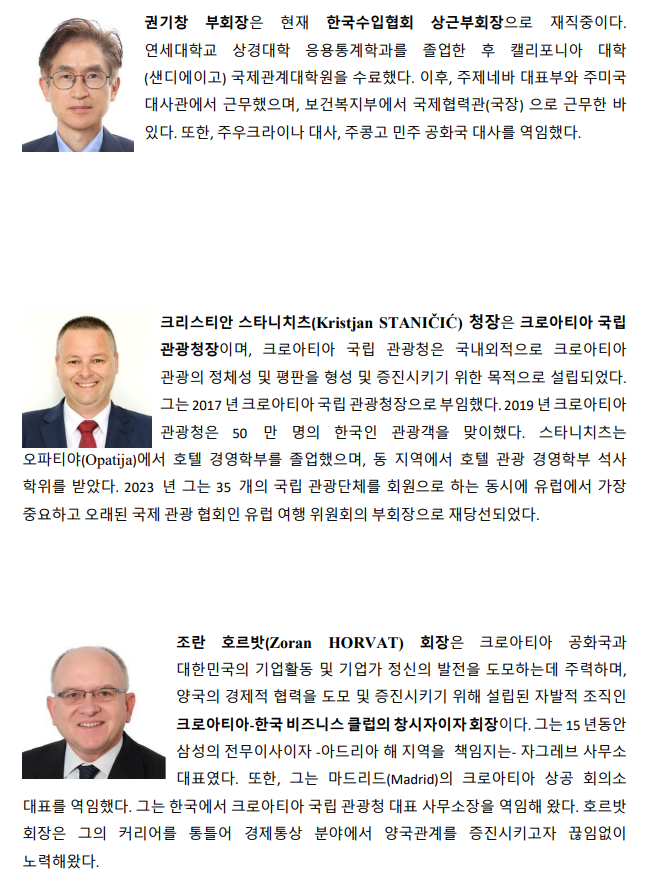 권기창 부회장은 현재 한국수입협회 상근부회장으로 재직중이다.
연세대학교 상경대학 응용통계학과를 졸업한 후 캘리포니아 대학
(샌디에이고) 국제관계대학원을 수료했다. 이후, 주제네바 대표부와 주미국
대사관에서 근무했으며, 보건복지부에서 국제협력관(국장) 으로 근무한 바
있다. 또한, 주우크라이나 대사, 주콩고 민주 공화국 대사를 역임했다.
크리스티안 스타니치츠(Kristjan STANIČIĆ) 청장은 크로아티아 국립
관광청장이며, 크로아티아 국립 관광청은 국내외적으로 크로아티아
관광의 정체성 및 평판을 형성 및 증진시키기 위한 목적으로 설립되었다.
그는 2017 년 크로아티아 국립 관광청장으로 부임했다. 2019 년 크로아티아
관광청은 50 만 명의 한국인 관광객을 맞이했다. 스타니치츠는
오파티야(Opatija)에서 호텔 경영학부를 졸업했으며, 동 지역에서 호텔 관광 경영학부 석사
학위를 받았다. 2023 년 그는 35 개의 국립 관광단체를 회원으로 하는 동시에 유럽에서 가장
중요하고 오래된 국제 관광 협회인 유럽 여행 위원회의 부회장으로 재당선되었다.
조란 호르밧(Zoran HORVAT) 회장은 크로아티아 공화국과
대한민국의 기업활동 및 기업가 정신의 발전을 도모하는데 주력하며,
양국의 경제적 협력을 도모 및 증진시키기 위해 설립된 자발적 조직인
크로아티아-한국 비즈니스 클럽의 창시자이자 회장이다. 그는 15 년동안
삼성의 전무이사이자 -아드리아 해 지역을 책임지는- 자그레브 사무소
대표였다. 또한, 그는 마드리드(Madrid)의 크로아티아 상공 회의소
대표를 역임했다. 그는 한국에서 크로아티아 국립 관광청 대표 사무소장을 역임해 왔다. 호르밧
회장은 그의 커리어를 통틀어 경제통상 분야에서 양국관계를 증진시키고자 끊임없이
노력해왔다.